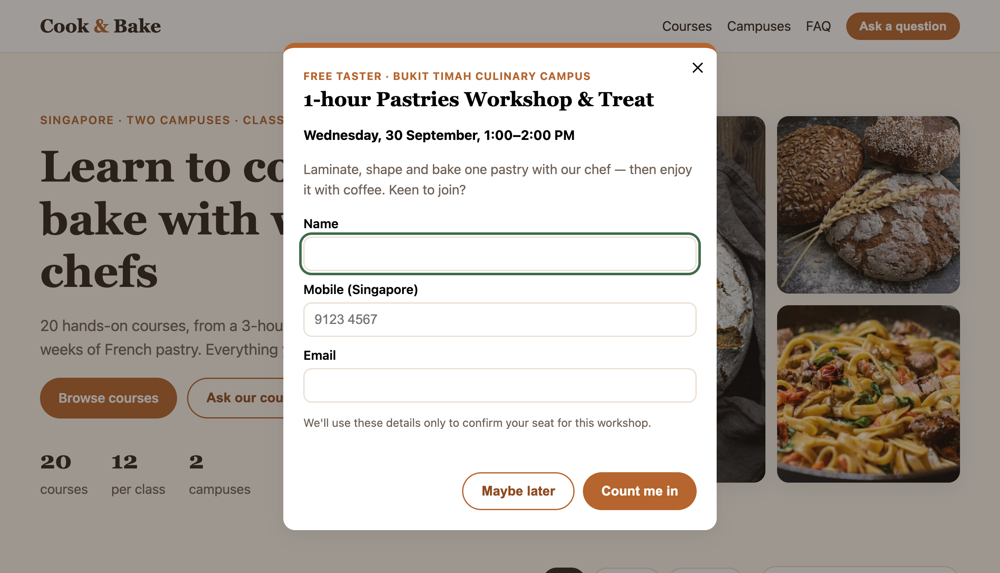 Cook & Bake
Courses
Campuses
FAQ
Ask a question
SINGAPORE · TWO CAMPUSES · CLASS
Learn to co
bake with
chefs
20 hands-on courses, from a 3-hou
weeks of French pastry. Everything
Browse courses
Ask our cou
20
courses
12
per class
2
campuses
FREE TASTER · BUKIT TIMAH CULINARY CAMPUS
1-hour Pastries Workshop & Treat
Wednesday, 30 September, 1:00–2:00 PM
Laminate, shape and bake one pastry with our chef — then enjoy
it with coffee. Keen to join?
Name
Mobile (Singapore)
9123 4567
Email
We'll use these details only to confirm your seat for this workshop.
Maybe later
Count me in